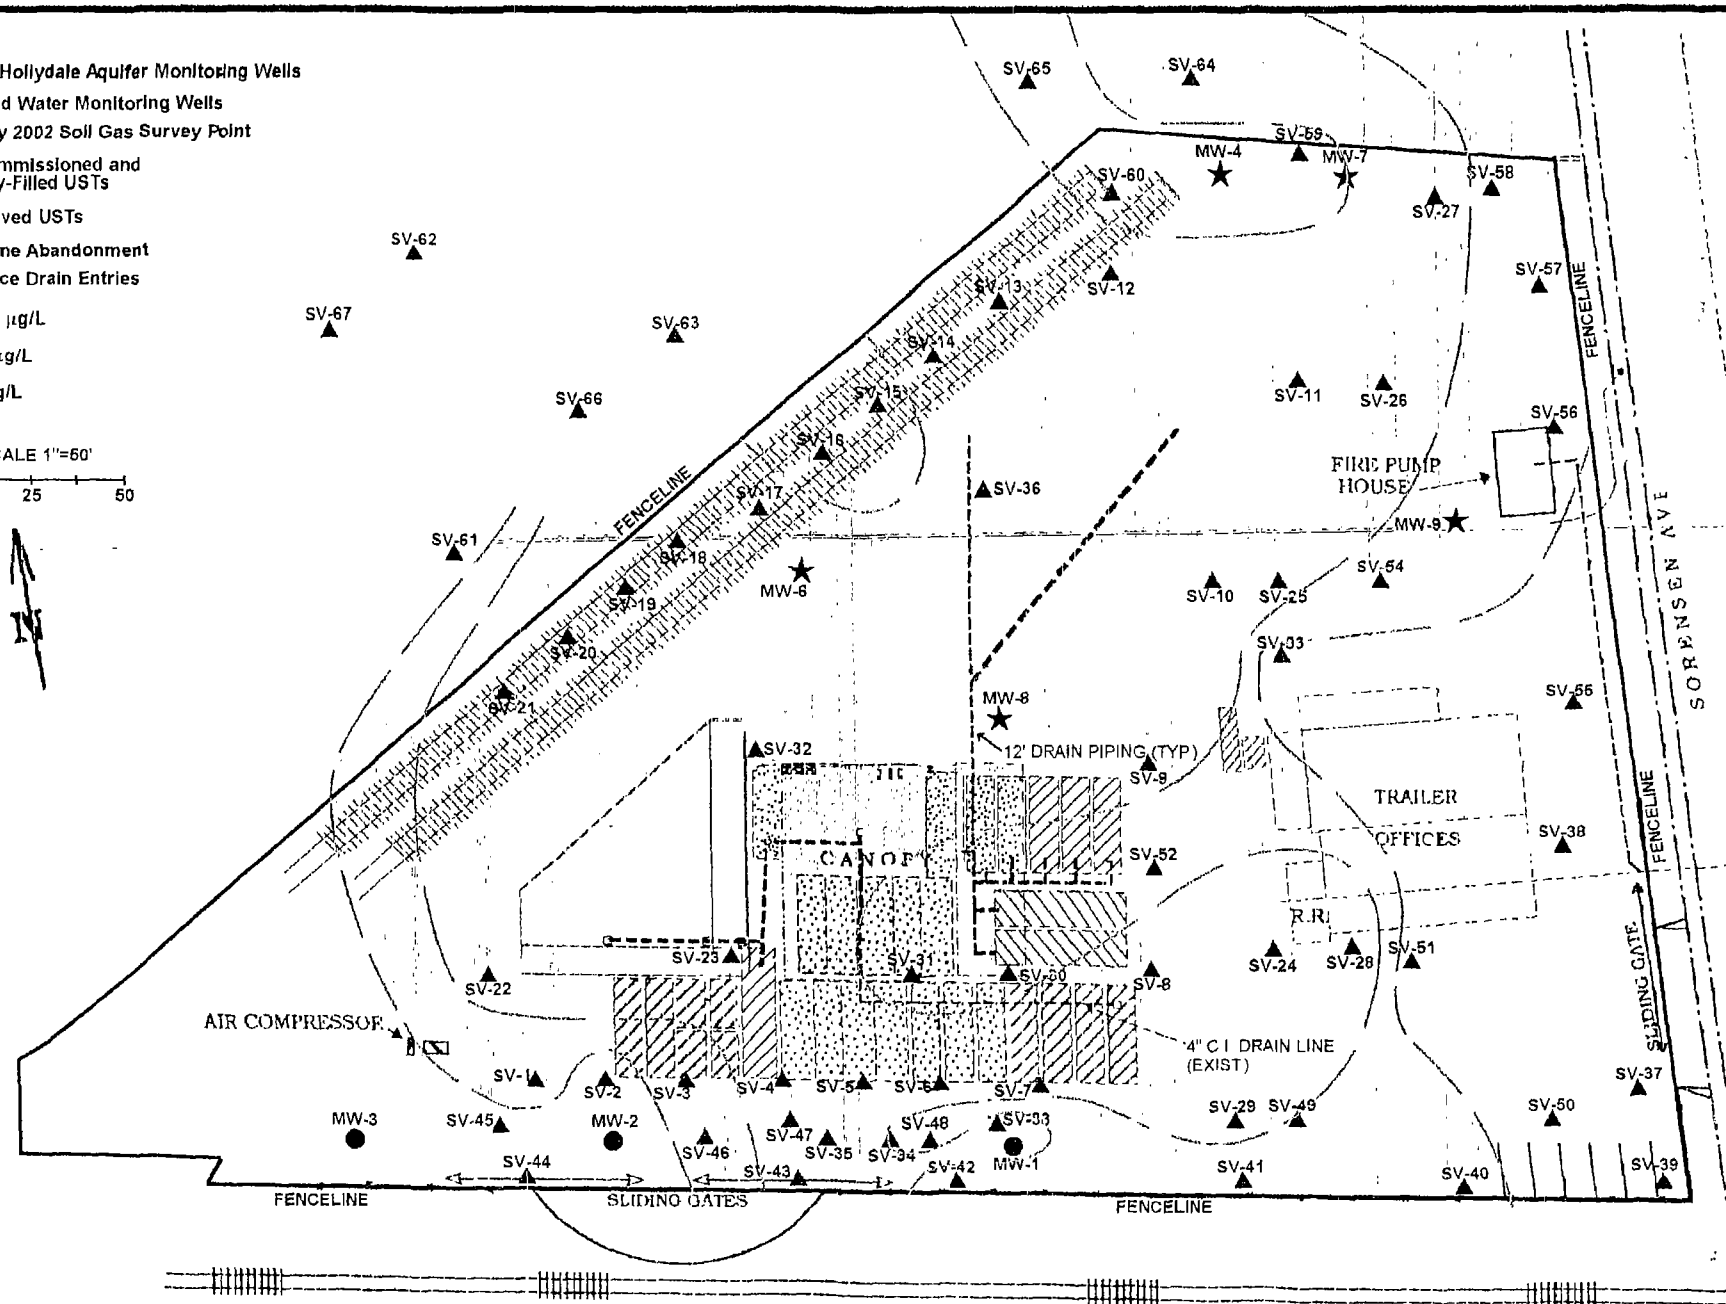 Hollydale Aquifer Monitoring Wells
d Water Monitoring Wells
y 2002 Soil Gas Survey Point
mmissioned and
y-Filled USTs
ved USTs
ne Abandonment
ce Drain Entries
µg/L
µg/L
g/L
ALE 1"=50'
25 50
N
SV-65
SV-64
SV-59
MW-4
MW-7
SV-60
SV-58
SV-27
SV-62
SV-57
SV-12
SV-13
SV-67
SV-63
SV-14
FENCELINE
SV-66
SV-15
SV-11
SV-26
SV-56
SV-16
FIRE PUMP
HOUSE
SV-36
SV-17
FENCELINE
MW-9
SORENSEN AVE
SV-61
SV-18
MW-6
SV-54
SV-10
SV-25
SV-19
SV-20
SV-33
SV-55
SV-21
MW-8
SV-32
12' DRAIN PIPING (TYP)
SV-9
TRAILER
OFFICES
FENCELINE
SV-38
CANOPY
SV-52
R.R.
SV-23
SV-31
SV-30
SV-8
SV-24
SV-28
SV-51
SLIDING GATE
SV-22
AIR COMPRESSOR
4" C I DRAIN LINE
(EXIST)
SV-1
SV-2
SV-3
SV-4
SV-5
SV-6
SV-7
SV-37
MW-3
SV-45
MW-2
SV-46
SV-47
SV-35
SV-34
SV-48
SV-33
MW-1
SV-29
SV-49
SV-50
SV-44
SV-43
SV-42
SV-41
SV-40
SV-39
FENCELINE
SLIDING GATES
FENCELINE